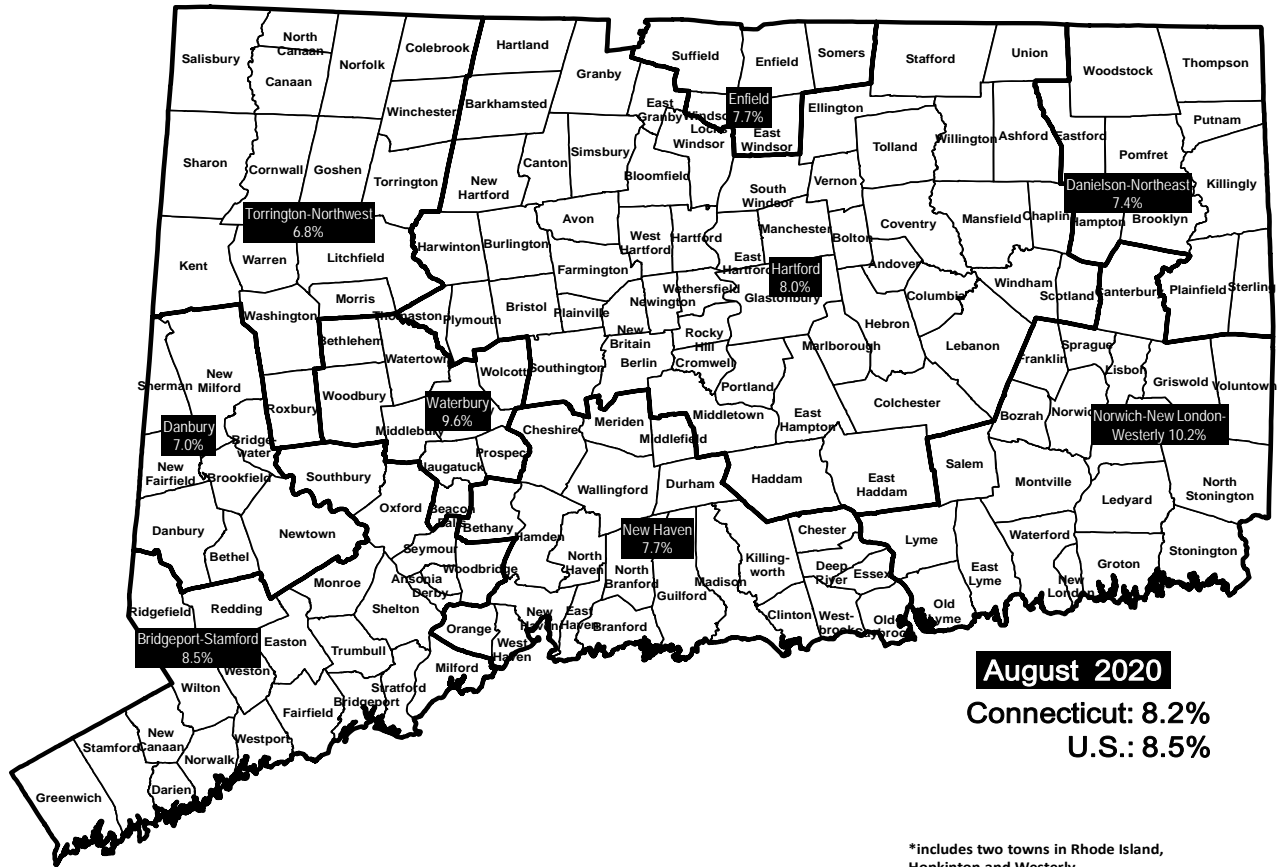 Salisbury
North
Canaan
Canaan
Norfolk
Colebrook
Hartland
Granby
Suffield
Enfield
Somers
Stafford
Union
Woodstock
Thompson
Winchester
Barkhamsted
East
Granby
Windsor
Locks
Windsor
Enfield
7.7%
East
Windsor
Ellington
Tolland
Willington
Ashford
Eastford
Putnam
Pomfret
Killingly
Sharon
Cornwall
Goshen
Torrington
New
Hartford
Canton
Simsbury
Bloomfield
South
Windsor
Vernon
Coventry
Mansfield
Chaplin
Danielson-Northeast
7.4%
Hampton
Brooklyn
Torrington-Northwest
6.8%
Kent
Warren
Litchfield
Harwinton
Burlington
Avon
Farmington
West
Hartford
Hartford
East
Hartford
Manchester
Bolton
Hartford
8.0%
Andover
Columbia
Windham
Scotland
Canterbury
Plainfield
Sterling
Washington
Morris
Thomaston
Plymouth
Bristol
Plainville
Newington
Wethersfield
Glastonbury
New
Britain
Berlin
Rocky
Hill
Cromwell
Marlborough
Hebron
Lebanon
Franklin
Sprague
Lisbon
Griswold
Voluntown
Sherman
New
Milford
Bethlehem
Watertown
Wolcott
Southington
Portland
Middletown
East
Hampton
Colchester
Bozrah
Norwich
Norwich-New London-
Westerly 10.2%
Roxbury
Woodbury
Waterbury
9.6%
Middlebury
Cheshire
Meriden
Middlefield
Danbury
7.0%
Bridge-
water
New
Fairfield
Brookfield
Southbury
Naugatuck
Prospect
Wallingford
Durham
Haddam
East
Haddam
Salem
Montville
Ledyard
North
Stonington
Danbury
Bethel
Newtown
Oxford
Beacon
Falls
Bethany
Hamden
New Haven
7.7%
North
Haven
North
Branford
Guilford
Madison
Killing-
worth
Chester
Deep
River
Essex
Lyme
East
Lyme
Waterford
New
London
Groton
Stonington
Seymour
Woodbridge
Ansonia
Derby
Monroe
Shelton
Ridgefield
Redding
Orange
New
Haven
West
Haven
East
Haven
Branford
Clinton
West-
brook
Old
Saybrook
Old
Lyme
Bridgeport-Stamford
8.5%
Easton
Trumbull
Weston
Wilton
Milford
Stratford
Bridgeport
Fairfield
Westport
New
Canaan
Stamford
Norwalk
Darien
Greenwich
August 2020
Connecticut: 8.2%
U.S.: 8.5%
*includes two towns in Rhode Island,
Hopkinton and Westerly